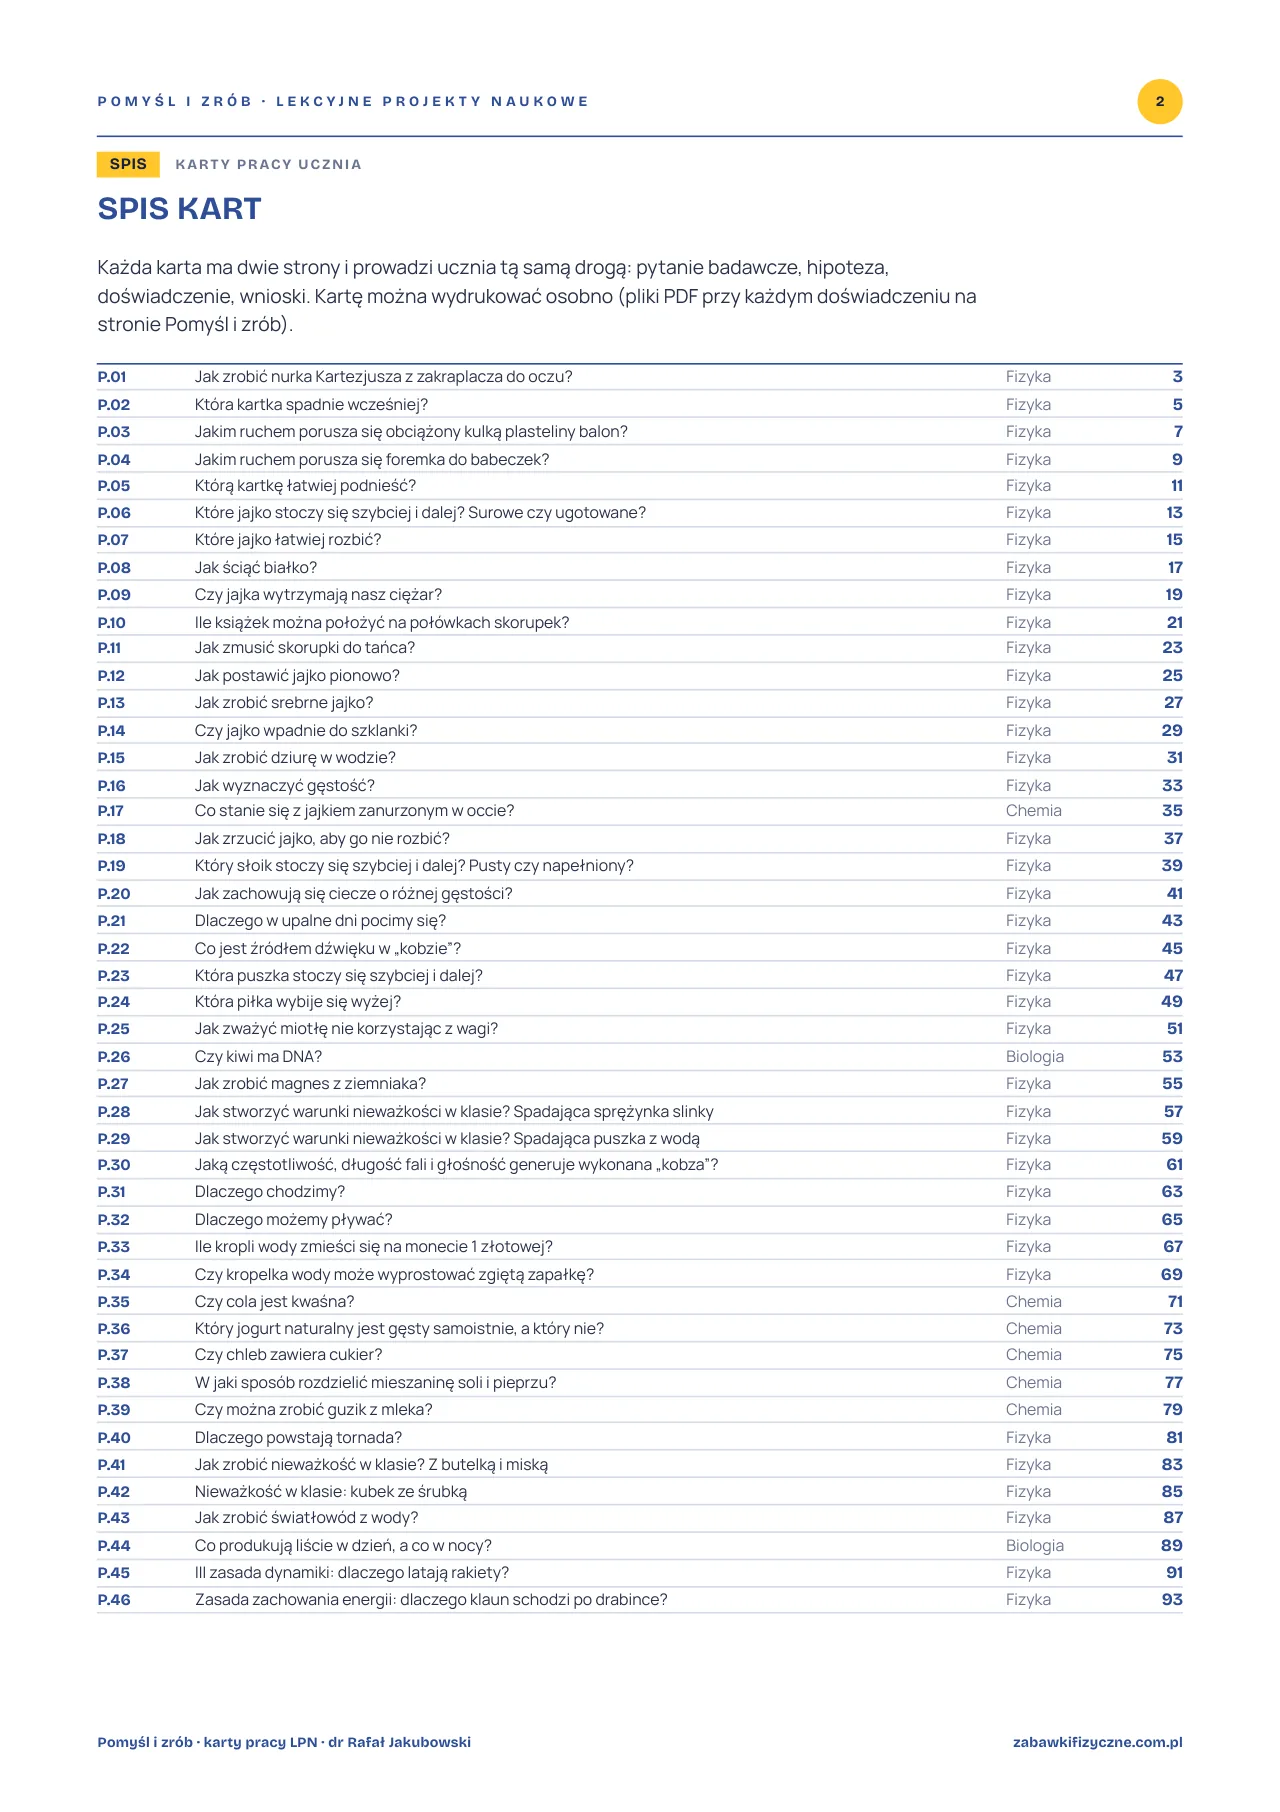 POMYŚL I ZRÓB · LEKCYJNE PROJEKTY NAUKOWE 2
SPIS KARTY PRACY UCZNIA
SPIS KART
Każda karta ma dwie strony i prowadzi ucznia tą samą drogą: pytanie badawcze, hipoteza,
doświadczenie, wnioski. Kartę można wydrukować osobno (pliki PDF przy każdym doświadczeniu na
stronie Pomyśl i zrób).
P.01 Jak zrobić nurka Kartezjusza z zakraplacza do oczu? Fizyka 3
P.02 Która kartka spadnie wcześniej? Fizyka 5
P.03 Jakim ruchem porusza się obciążony kulką plasteliny balon? Fizyka 7
P.04 Jakim ruchem porusza się foremka do babeczek? Fizyka 9
P.05 Którą kartkę łatwiej podnieść? Fizyka 11
P.06 Które jajko stoczy się szybciej i dalej? Surowe czy ugotowane? Fizyka 13
P.07 Które jajko łatwiej rozbić? Fizyka 15
P.08 Jak ściąć białko? Fizyka 17
P.09 Czy jajka wytrzymają nasz ciężar? Fizyka 19
P.10 Ile książek można położyć na połówkach skorupek? Fizyka 21
P.11 Jak zmusić skorupki do tańca? Fizyka 23
P.12 Jak postawić jajko pionowo? Fizyka 25
P.13 Jak zrobić srebrne jajko? Fizyka 27
P.14 Czy jajko wpadnie do szklanki? Fizyka 29
P.15 Jak zrobić dziurę w wodzie? Fizyka 31
P.16 Jak wyznaczyć gęstość? Fizyka 33
P.17 Co stanie się z jajkiem zanurzonym w occie? Chemia 35
P.18 Jak zrzucić jajko, aby go nie rozbić? Fizyka 37
P.19 Który słoik stoczy się szybciej i dalej? Pusty czy napełniony? Fizyka 39
P.20 Jak zachowują się ciecze o różnej gęstości? Fizyka 41
P.21 Dlaczego w upalne dni pocimy się? Fizyka 43
P.22 Co jest źródłem dźwięku w „kobzie”? Fizyka 45
P.23 Która puszka stoczy się szybciej i dalej? Fizyka 47
P.24 Która piłka wybije się wyżej? Fizyka 49
P.25 Jak zważyć miotłę nie korzystając z wagi? Fizyka 51
P.26 Czy kiwi ma DNA? Biologia 53
P.27 Jak zrobić magnes z ziemniaka? Fizyka 55
P.28 Jak stworzyć warunki nieważkości w klasie? Spadająca sprężynka slinky Fizyka 57
P.29 Jak stworzyć warunki nieważkości w klasie? Spadająca puszka z wodą Fizyka 59
P.30 Jaką częstotliwość, długość fali i głośność generuje wykonana „kobza”? Fizyka 61
P.31 Dlaczego chodzimy? Fizyka 63
P.32 Dlaczego możemy pływać? Fizyka 65
P.33 Ile kropli wody zmieści się na monecie 1 złotowej? Fizyka 67
P.34 Czy kropelka wody może wyprostować zgiętą zapałkę? Fizyka 69
P.35 Czy cola jest kwaśna? Chemia 71
P.36 Który jogurt naturalny jest gęsty samoistnie, a który nie? Chemia 73
P.37 Czy chleb zawiera cukier? Chemia 75
P.38 W jaki sposób rozdzielić mieszaninę soli i pieprzu? Chemia 77
P.39 Czy można zrobić guzik z mleka? Chemia 79
P.40 Dlaczego powstają tornada? Fizyka 81
P.41 Jak zrobić nieważkość w klasie? Z butelką i miską Fizyka 83
P.42 Nieważkość w klasie: kubek ze śrubką Fizyka 85
P.43 Jak zrobić światłowód z wody? Fizyka 87
P.44 Co produkują liście w dzień, a co w nocy? Biologia 89
P.45 III zasada dynamiki: dlaczego latają rakiety? Fizyka 91
P.46 Zasada zachowania energii: dlaczego klaun schodzi po drabince? Fizyka 93
Pomyśl i zrób · karty pracy LPN · dr Rafał Jakubowski zabawkifizyczne.com.pl